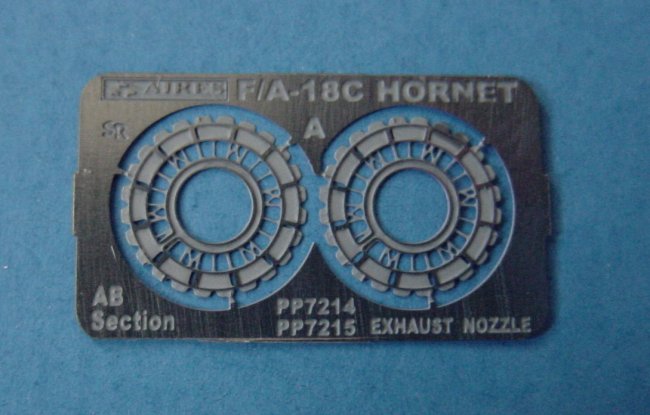 AIRES F/A-18C HORNET
SR
A
AB
Section
PP7214
PP7215 EXHAUST NOZZLE